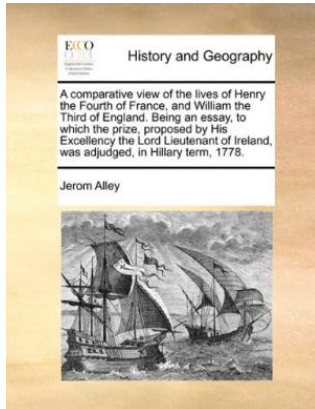 ECCO
History and Geography
A comparative view of the lives of Henry
the Fourth of France, and William the
Third of England. Being an essay, to
which the prize, proposed by His
Excellency the Lord Lieutenant of Ireland,
was adjudged, in Hillary term, 1778.
Jerom Alley